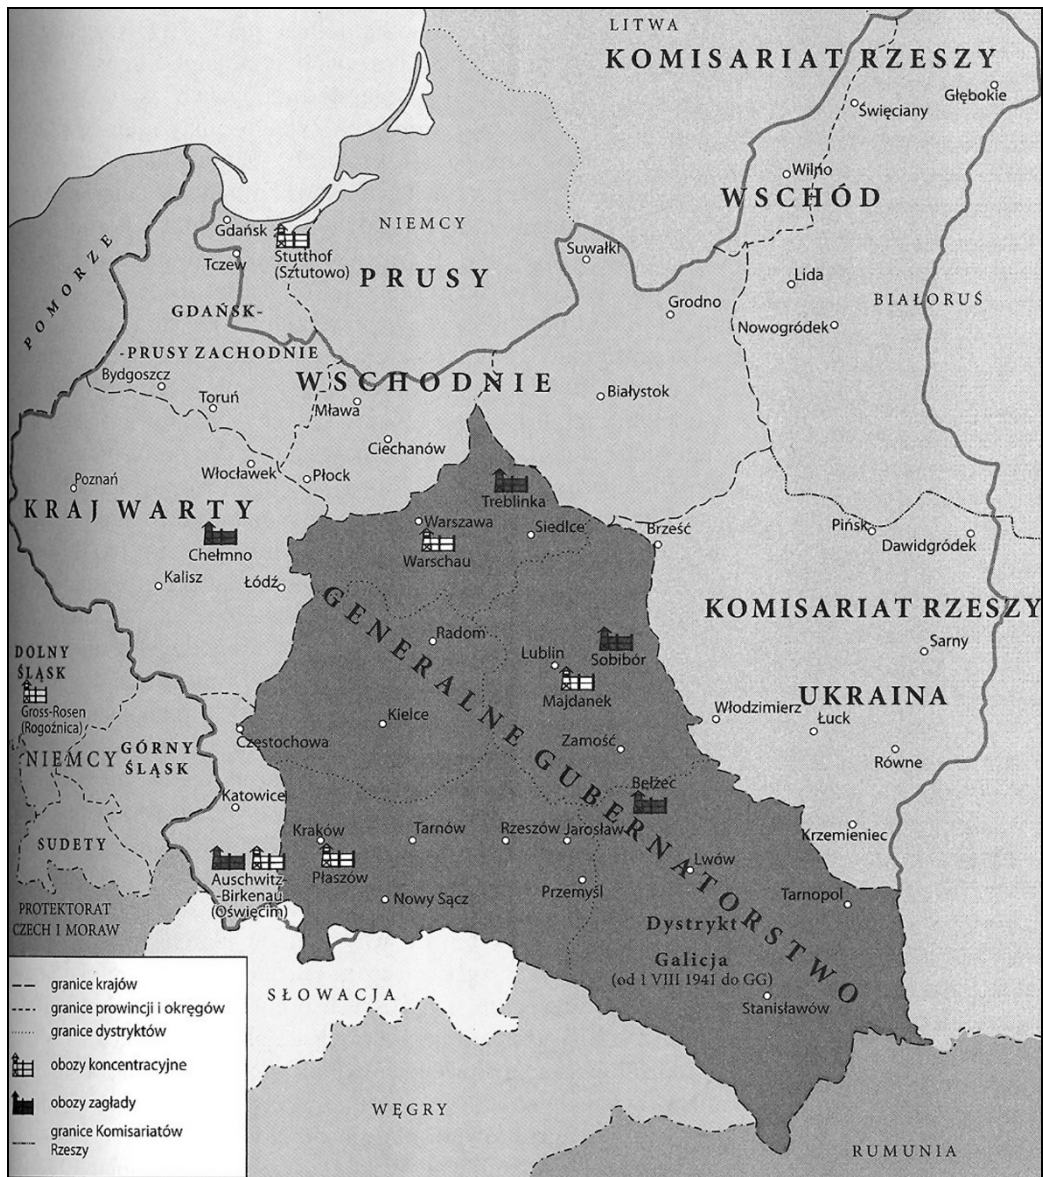 LITWA
KOMISARIAT RZESZY
Głębokie
Święciany
Wilno
WSCHÓD
POMORZE
Gdańsk
NIEMCY
Stutthof
(Sztutowo)
Tczew
Suwałki
PRUSY
Lida
Grodno
BIAŁORUŚ
GDAŃSK-
Nowogródek
-PRUSY ZACHODNIE
Bydgoszcz
WSCHODNIE
Toruń
Mława
Białystok
Ciechanów
Włocławek
Płock
Poznań
Treblinka
KRAJ WARTY
Warszawa
Siedlce
Brześć
Pińsk
Dawidgródek
Chełmno
Warschau
Kalisz
Łódź
GENERALNE GUBERNATORSTWO
KOMISARIAT RZESZY
Radom
Sarny
DOLNY
ŚLĄSK
Lublin
Sobibór
Majdanek
UKRAINA
Gross-Rosen
(Rogoźnica)
Kielce
Włodzimierz
Łuck
Częstochowa
Zamość
NIEMCY
GÓRNY
ŚLĄSK
Równe
Bełżec
Katowice
Kraków
Tarnów
Rzeszów
Jarosław
Krzemieniec
SUDETY
Płaszów
Lwów
Auschwitz-
-Birkenau
(Oświęcim)
Nowy Sącz
Przemyśl
Tarnopol
PROTEKTORAT
CZECH I MORAW
Dystrykt
Galicja
(od 1 VIII 1941 do GG)
SŁOWACJA
Stanisławów
granice krajów
granice prowincji i okręgów
granice dystryktów
obozy koncentracyjne
obozy zagłady
granice Komisariatów
Rzeszy
WĘGRY
RUMUNIA